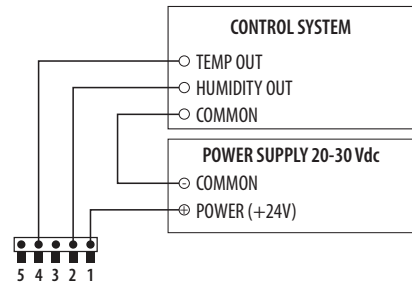 CONTROL SYSTEM
TEMP OUT
HUMIDITY OUT
COMMON
POWER SUPPLY 20-30 Vdc
- COMMON
+ POWER (+24V)
5 4 3 2 1